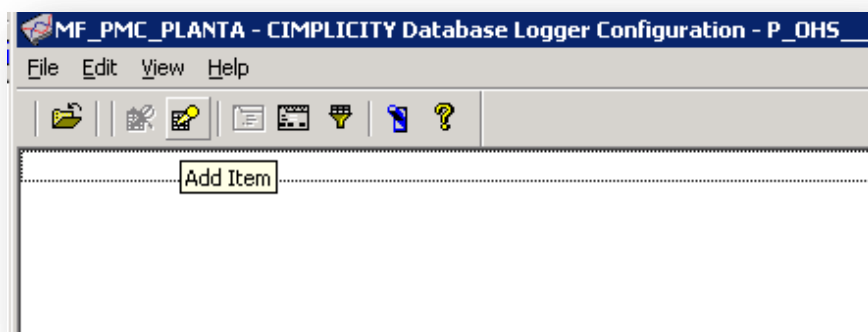 MF_PMC_PLANTA - CIMPLICITY Database Logger Configuration - P_OHS__
File Edit View Help
Add Item